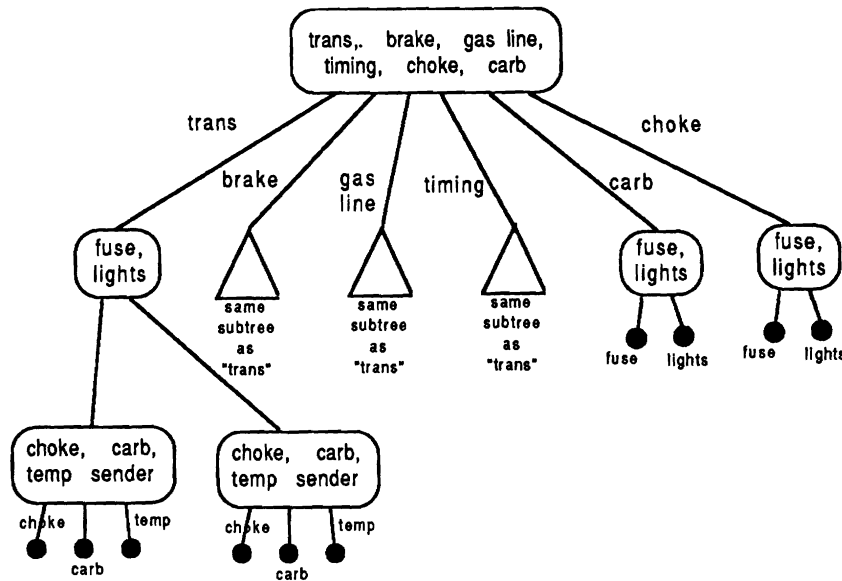 trans,. brake, gas line,
timing, choke, carb
trans
choke
brake
gas
line
timing
carb
fuse,
lights
fuse,
lights
fuse,
lights
same
subtree
as
"trans"
same
subtree
as
"trans"
same
subtree
as
"trans"
fuse
lights
fuse
lights
choke, carb,
temp sender
choke, carb,
temp sender
choke
temp
carb
choke
temp
carb